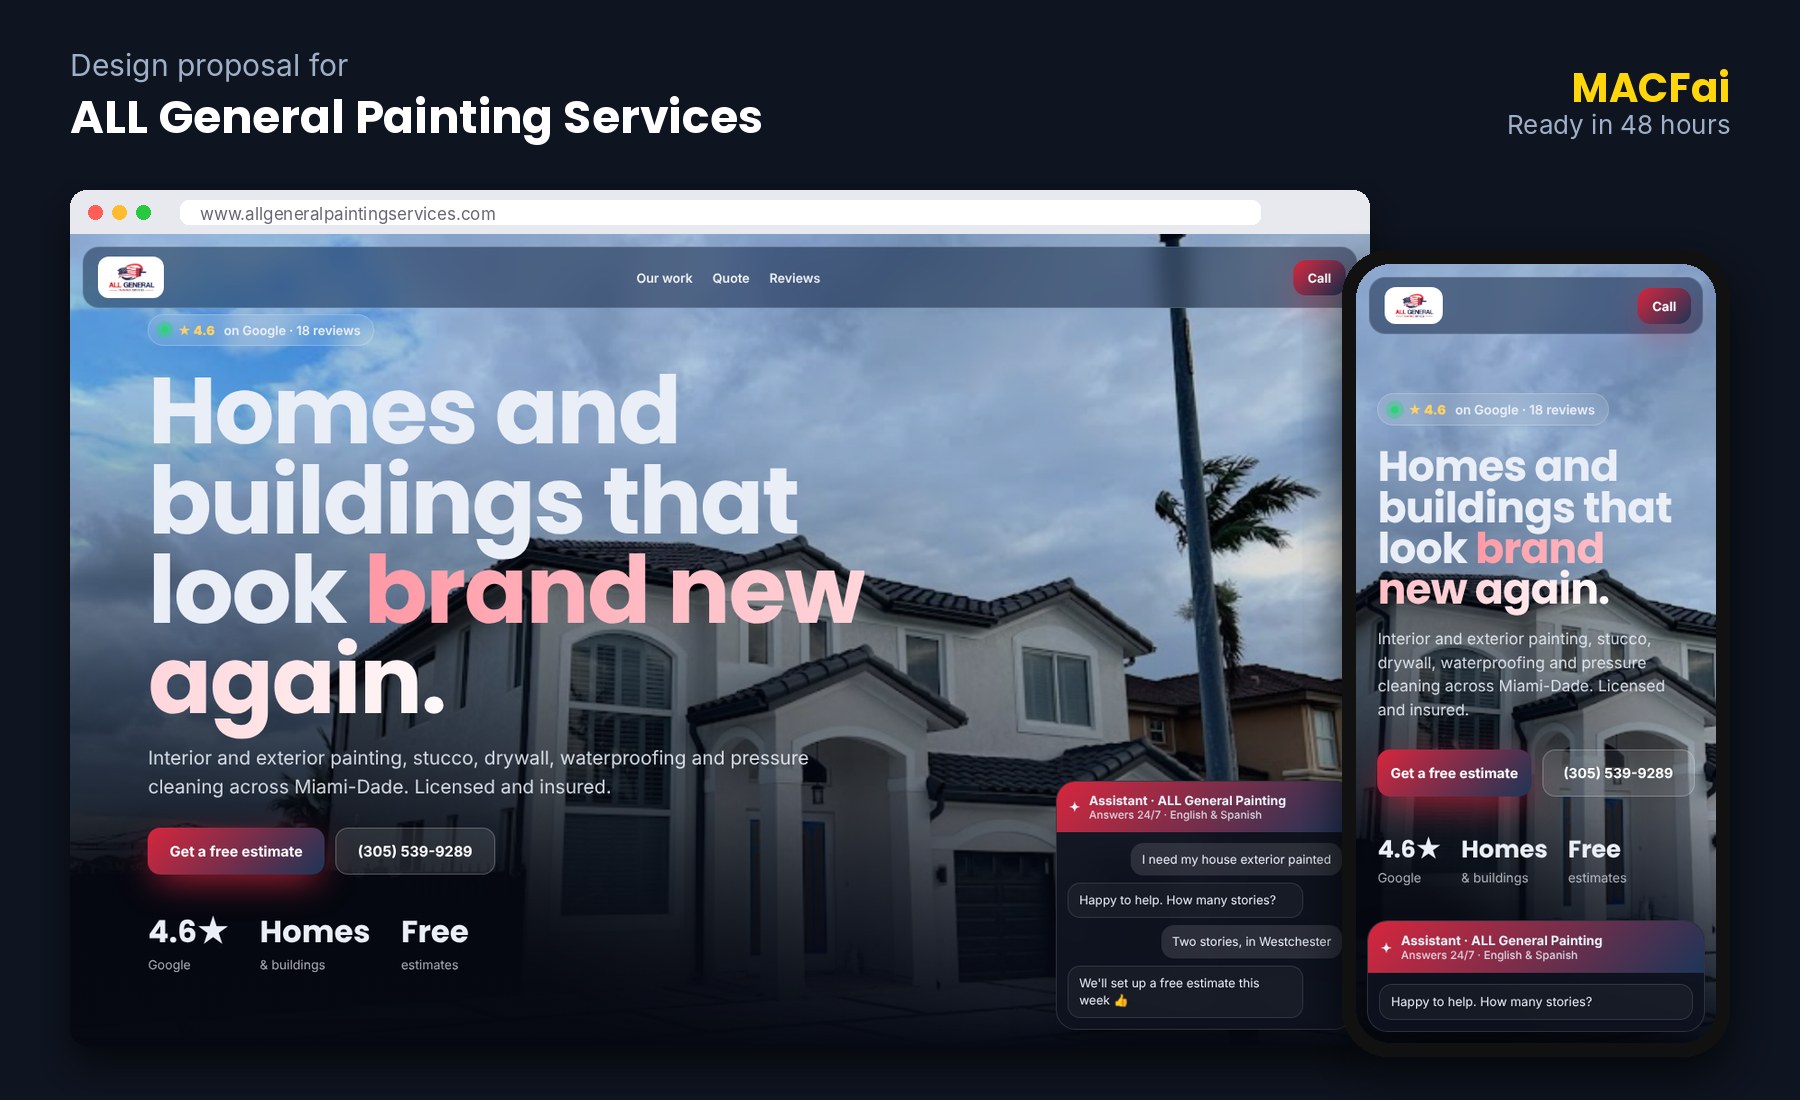 Design proposal for
ALL General Painting Services
MACFai
Ready in 48 hours
www.allgeneralpaintingservices.com
ALL GENERAL
Our work
Quote
Reviews
Call
★ 4.6 on Google · 18 reviews
Homes and
buildings that
look brand new
again.
Interior and exterior painting, stucco, drywall, waterproofing and pressure
cleaning across Miami-Dade. Licensed and insured.
Get a free estimate
(305) 539-9289
4.6★
Google
Homes
& buildings
Free
estimates
✦ Assistant · ALL General Painting
Answers 24/7 · English & Spanish
I need my house exterior painted
Happy to help. How many stories?
Two stories, in Westchester
We'll set up a free estimate this
week 👍
ALL GENERAL
Call
★ 4.6 on Google · 18 reviews
Homes and
buildings that
look brand
new again.
Interior and exterior painting, stucco,
drywall, waterproofing and pressure
cleaning across Miami-Dade. Licensed
and insured.
Get a free estimate
(305) 539-9289
4.6★
Google
Homes
& buildings
Free
estimates
✦ Assistant · ALL General Painting
Answers 24/7 · English & Spanish
Happy to help. How many stories?